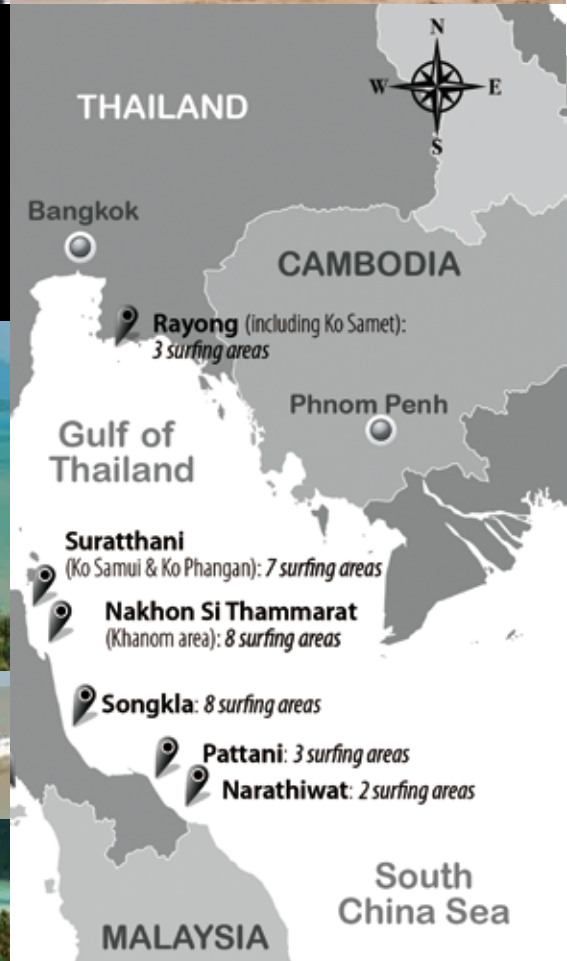 N
W E
S
THAILAND
Bangkok
CAMBODIA
Rayong (including Ko Samet):
3 surfing areas
Phnom Penh
Gulf of
Thailand
Suratthani
(Ko Samui & Ko Phangan): 7 surfing areas
Nakhon Si Thammarat
(Khanom area): 8 surfing areas
Songkla: 8 surfing areas
Pattani: 3 surfing areas
Narathiwat: 2 surfing areas
South
China Sea
MALAYSIA